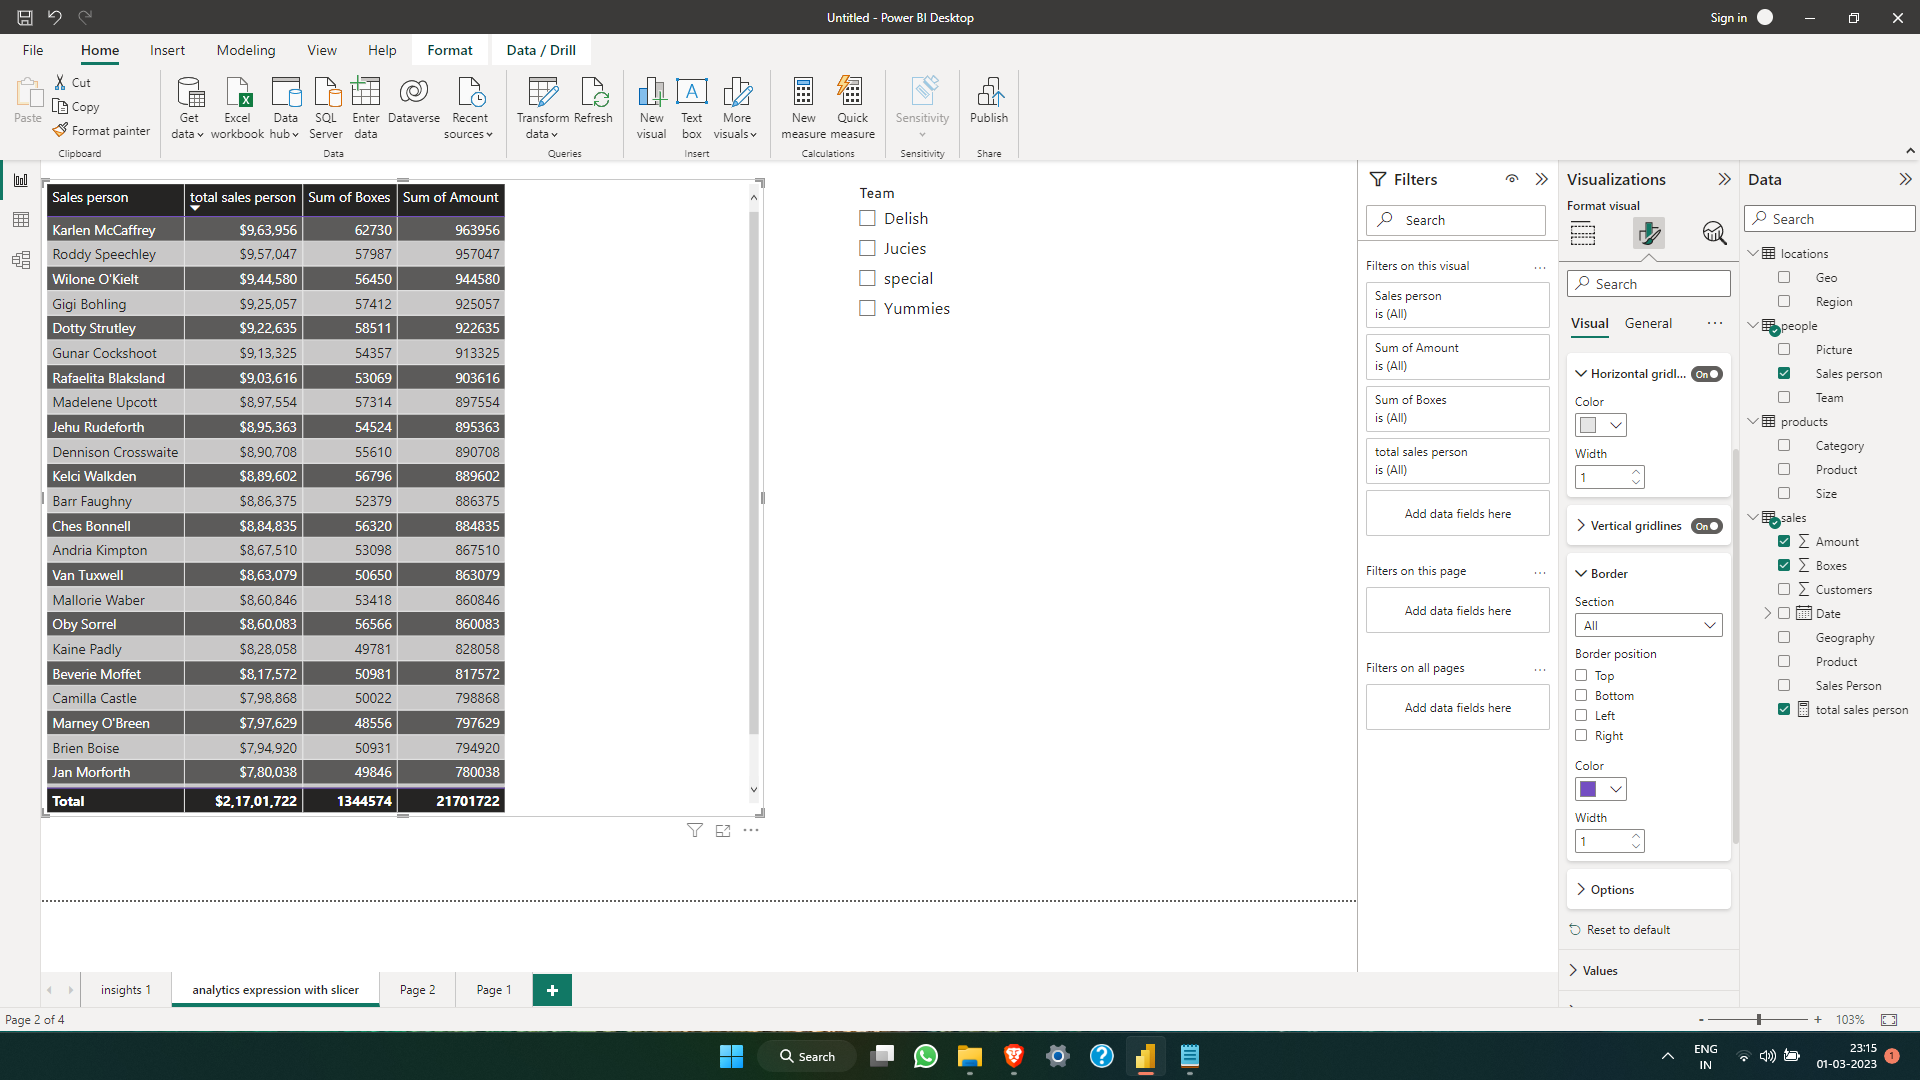 Untitled - Power BI Desktop
Sign in
File Home Insert Modeling View Help Format Data / Drill
Paste
Cut
Copy
Format painter
Get data
Excel workbook
Data hub
SQL Server
Enter data
Dataverse
Recent sources
Transform data
Refresh
New visual
Text box
More visuals
New measure
Quick measure
Sensitivity
Publish
Clipboard Data Queries Insert Calculations Sensitivity Share
Sales person total sales person Sum of Boxes Sum of Amount
Karlen McCaffrey $9,63,956 62730 963956
Roddy Speechley $9,57,047 57987 957047
Wilone O'Kielt $9,44,580 56450 944580
Gigi Bohling $9,25,057 57412 925057
Dotty Strutley $9,22,635 58511 922635
Gunar Cockshoot $9,13,325 54357 913325
Rafaelita Blaksland $9,03,616 53069 903616
Madelene Upcott $8,97,554 57314 897554
Jehu Rudeforth $8,95,363 54524 895363
Dennison Crosswaite $8,90,708 55610 890708
Kelci Walkden $8,89,602 56796 889602
Barr Faughny $8,86,375 52379 886375
Ches Bonnell $8,84,835 56320 884835
Andria Kimpton $8,67,510 53098 867510
Van Tuxwell $8,63,079 50650 863079
Mallorie Waber $8,60,846 53418 860846
Oby Sorrel $8,60,083 56566 860083
Kaine Padly $8,28,058 49781 828058
Beverie Moffet $8,17,572 50981 817572
Camilla Castle $7,98,868 50022 798868
Marney O'Breen $7,97,629 48556 797629
Brien Boise $7,94,920 50931 794920
Jan Morforth $7,80,038 49846 780038
Total $2,17,01,722 1344574 21701722
Team
Delish
Jucies
special
Yummies
Filters
Search
Filters on this visual
Sales person
is (All)
Sum of Amount
is (All)
Sum of Boxes
is (All)
total sales person
is (All)
Add data fields here
Filters on this page
Add data fields here
Filters on all pages
Add data fields here
Visualizations
Format visual
Search
Visual General
Horizontal gridl... On
Color
Width
1
Vertical gridlines On
Border
Section
All
Border position
Top
Bottom
Left
Right
Color
Width
1
Options
Reset to default
Values
Data
Search
locations
Geo
Region
people
Picture
Sales person
Team
products
Category
Product
Size
sales
Amount
Boxes
Customers
Date
Geography
Product
Sales Person
total sales person
insights 1 analytics expression with slicer Page 2 Page 1 +
Page 2 of 4
- + 103%
Search
ENG
IN
23:15
01-03-2023
1